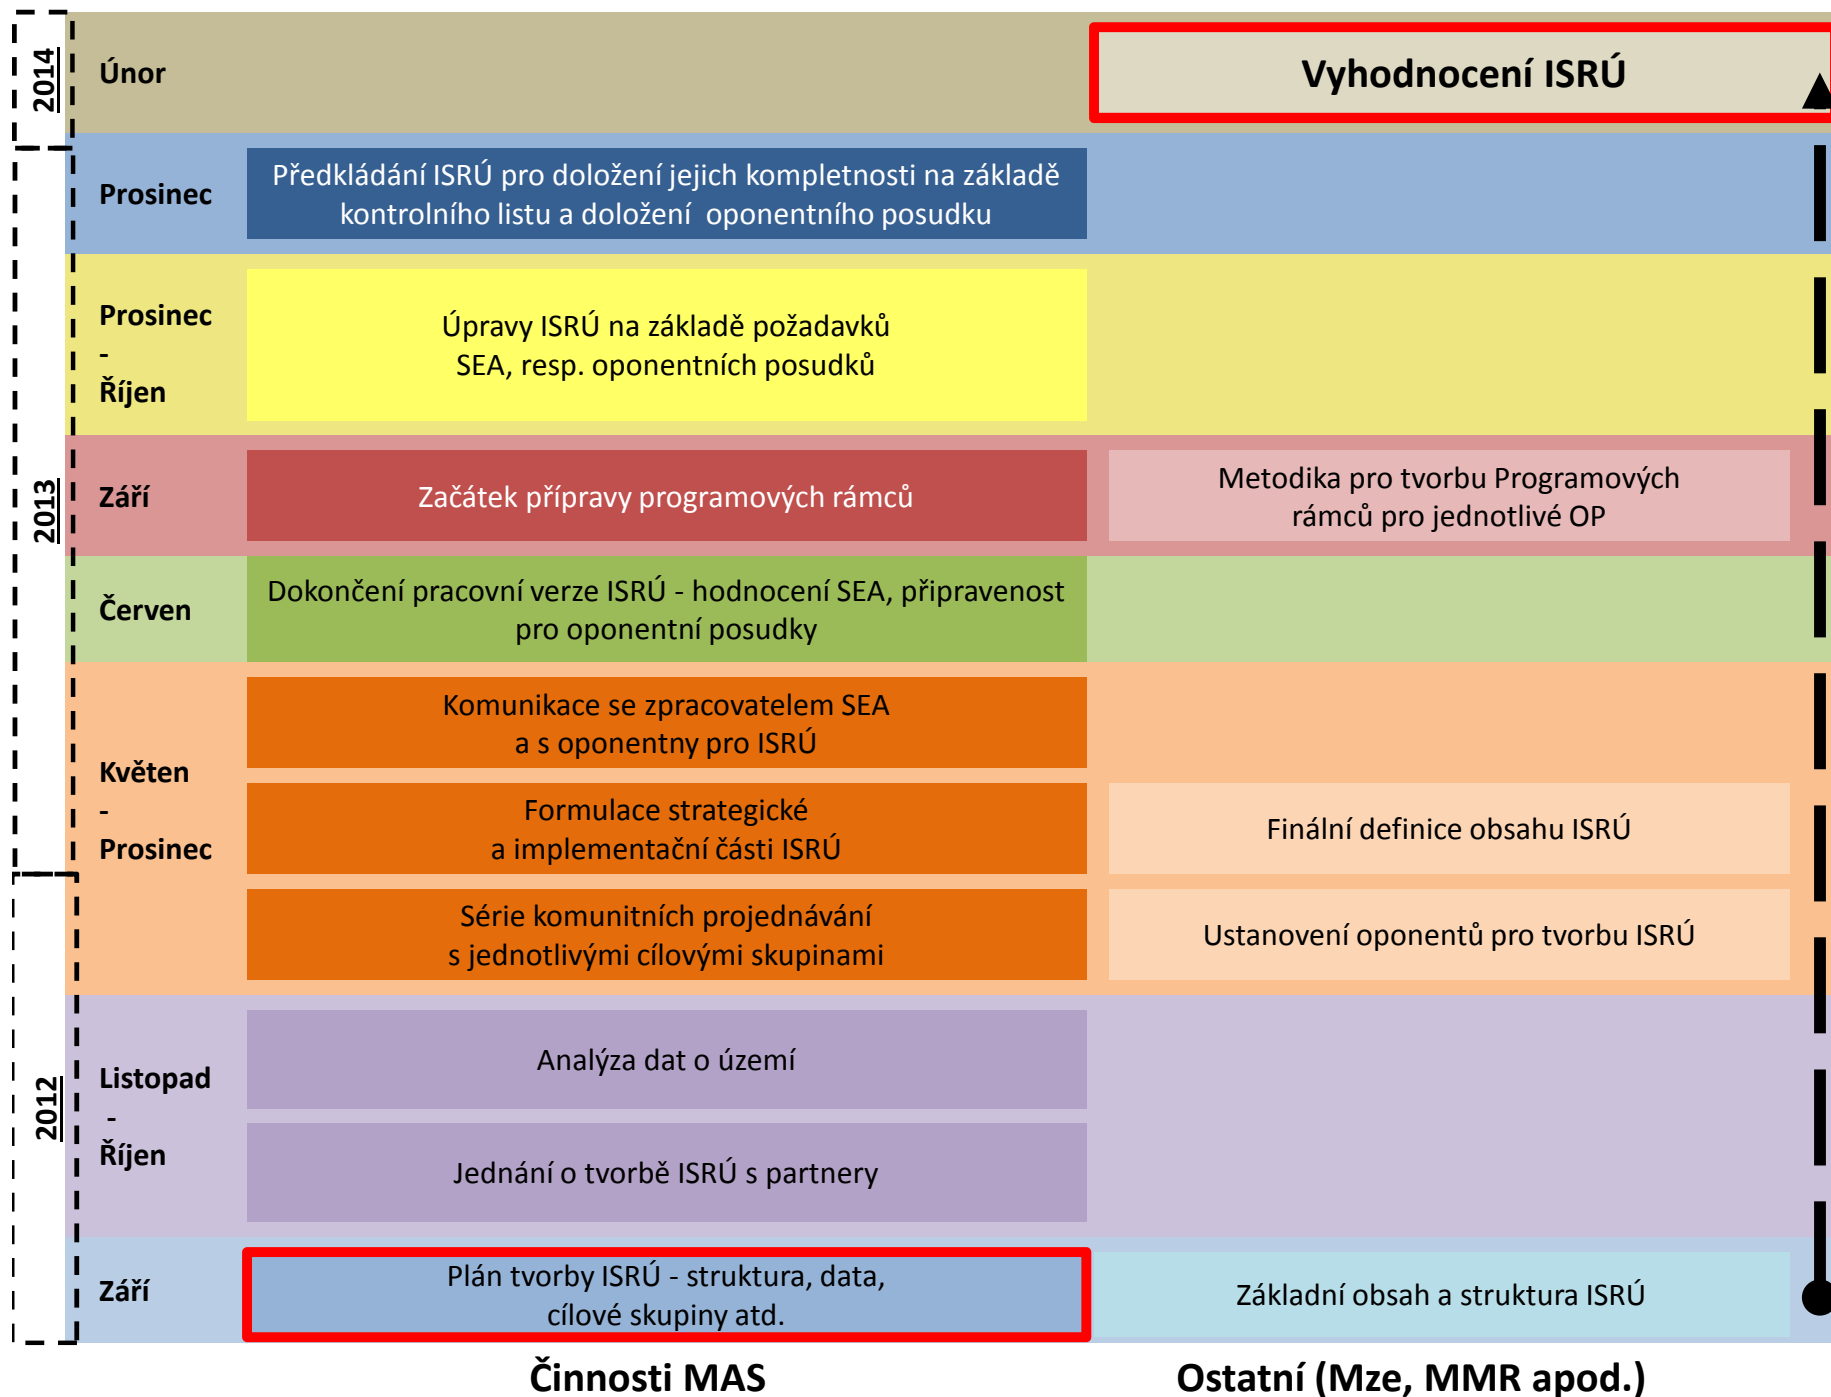 2014
Únor
Vyhodnocení ISRÚ
Prosinec
Předkládání ISRÚ pro doložení jejich kompletnosti na základě
kontrolního listu a doložení oponentního posudku
2013
Prosinec
-
Říjen
Úpravy ISRÚ na základě požadavků
SEA, resp. oponentních posudků
Září
Začátek přípravy programových rámců
Metodika pro tvorbu Programových
rámců pro jednotlivé OP
Červen
Dokončení pracovní verze ISRÚ - hodnocení SEA, připravenost
pro oponentní posudky
Květen
-
Prosinec
Komunikace se zpracovatelem SEA
a s oponentny pro ISRÚ
Formulace strategické
a implementační části ISRÚ
Finální definice obsahu ISRÚ
Série komunitních projednávání
s jednotlivými cílovými skupinami
Ustanovení oponentů pro tvorbu ISRÚ
2012
Listopad
-
Říjen
Analýza dat o území
Jednání o tvorbě ISRÚ s partnery
Září
Plán tvorby ISRÚ - struktura, data,
cílové skupiny atd.
Základní obsah a struktura ISRÚ
Činnosti MAS
Ostatní (Mze, MMR apod.)